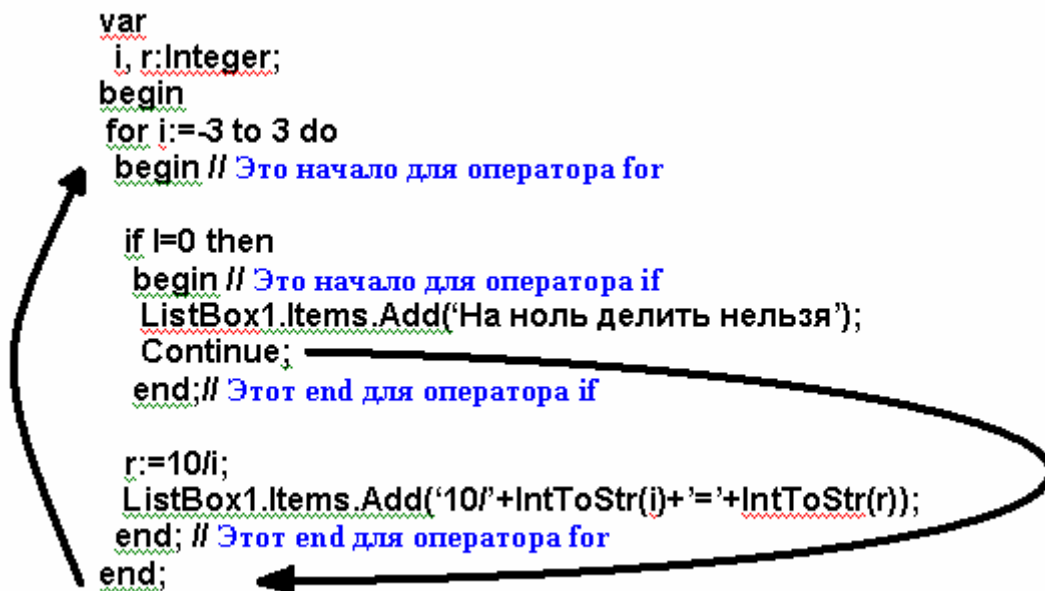 var
i, r:Integer;
begin
for i:=-3 to 3 do
begin // Это начало для оператора for
if I=0 then
begin // Это начало для оператора if
ListBox1.Items.Add(‘На ноль делить нельзя’);
Continue;
end;// Этот end для оператора if
r:=10/i;
ListBox1.Items.Add(‘10/’+IntToStr(i)+’=’+IntToStr(r));
end; // Этот end для оператора for
end;